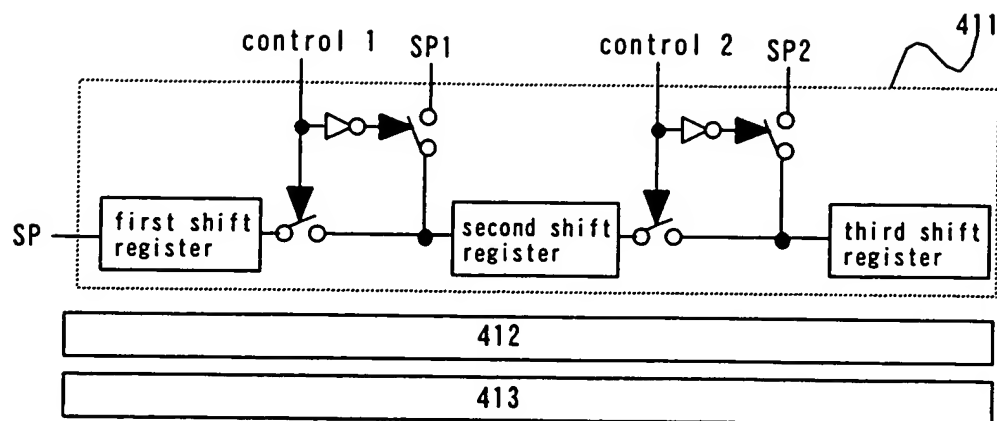 411
control 1
SP1
control 2
SP2
SP
first shift
register
second shift
register
third shift
register
412
413